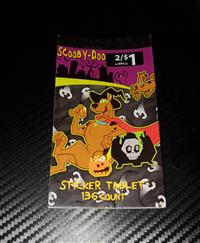 SCOOBY-DOO
2/$1
STICKER TABLET
136 COUNT